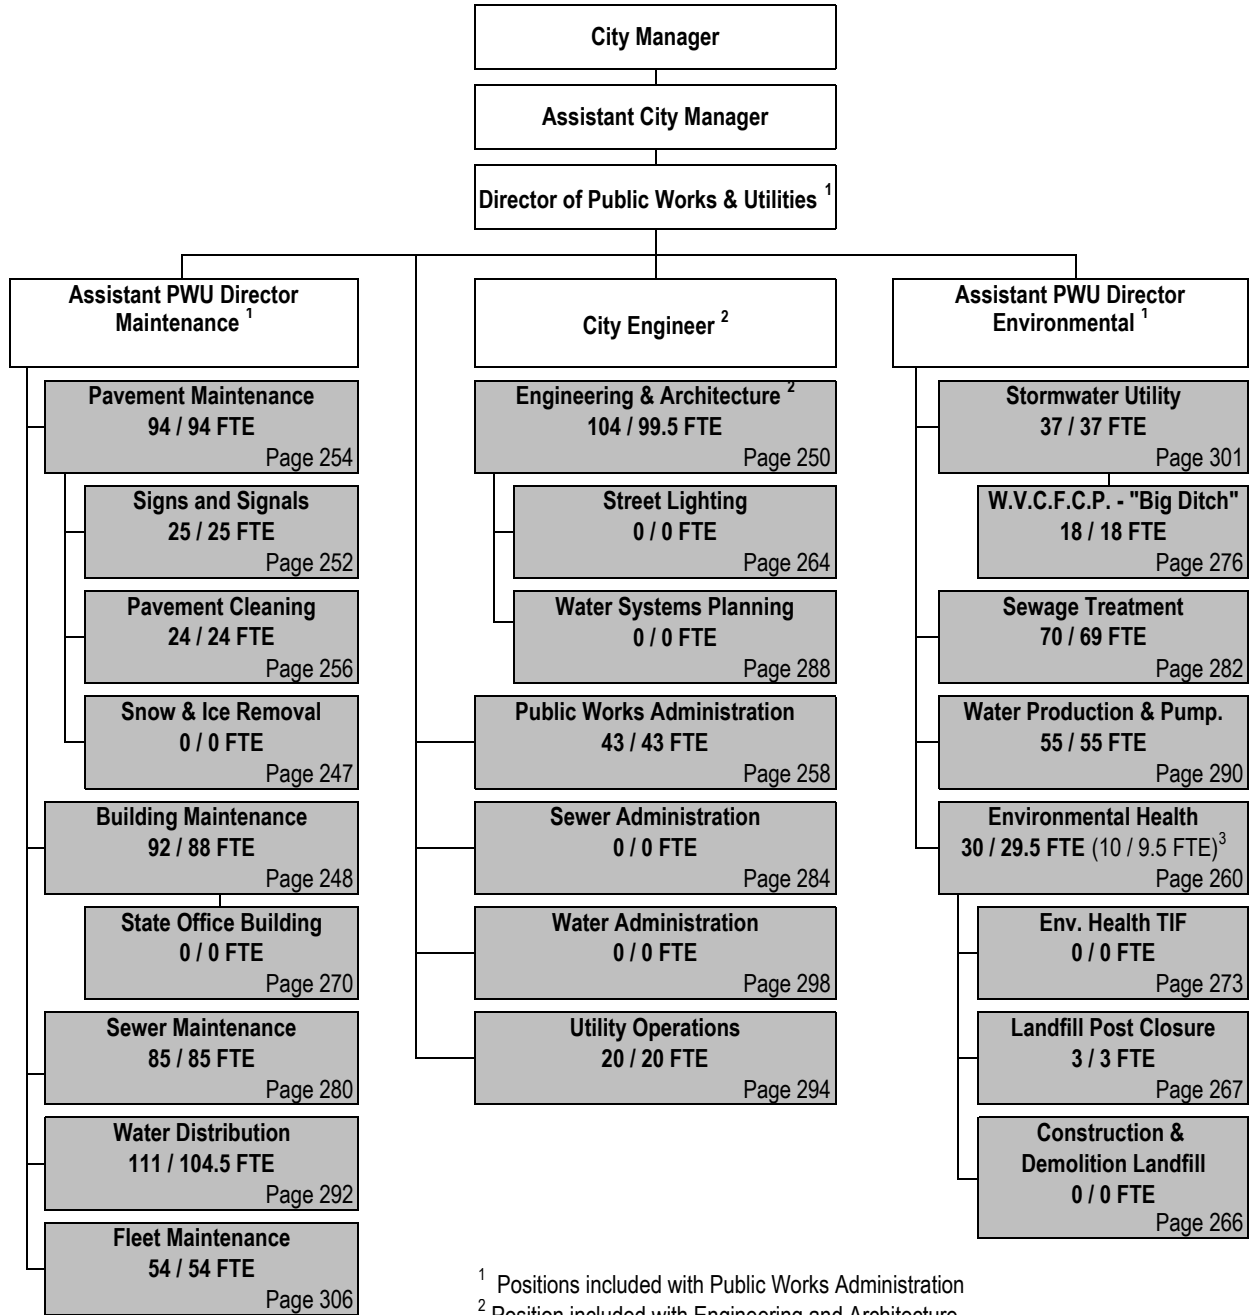 City Manager
Assistant City Manager
Director of Public Works & Utilities 1
Assistant PWU Director
Maintenance 1
Pavement Maintenance
94 / 94 FTE
Page 254
Signs and Signals
25 / 25 FTE
Page 252
Pavement Cleaning
24 / 24 FTE
Page 256
Snow & Ice Removal
0 / 0 FTE
Page 247
Building Maintenance
92 / 88 FTE
Page 248
State Office Building
0 / 0 FTE
Page 270
Sewer Maintenance
85 / 85 FTE
Page 280
Water Distribution
111 / 104.5 FTE
Page 292
Fleet Maintenance
54 / 54 FTE
Page 306
City Engineer 2
Engineering & Architecture 2
104 / 99.5 FTE
Page 250
Street Lighting
0 / 0 FTE
Page 264
Water Systems Planning
0 / 0 FTE
Page 288
Public Works Administration
43 / 43 FTE
Page 258
Sewer Administration
0 / 0 FTE
Page 284
Water Administration
0 / 0 FTE
Page 298
Utility Operations
20 / 20 FTE
Page 294
Assistant PWU Director
Environmental 1
Stormwater Utility
37 / 37 FTE
Page 301
W.V.C.F.C.P. - "Big Ditch"
18 / 18 FTE
Page 276
Sewage Treatment
70 / 69 FTE
Page 282
Water Production & Pump.
55 / 55 FTE
Page 290
Environmental Health
30 / 29.5 FTE (10 / 9.5 FTE)3
Page 260
Env. Health TIF
0 / 0 FTE
Page 273
Landfill Post Closure
3 / 3 FTE
Page 267
Construction &
Demolition Landfill
0 / 0 FTE
Page 266
1 Positions included with Public Works Administration
2 Position included with Engineering and Architecture